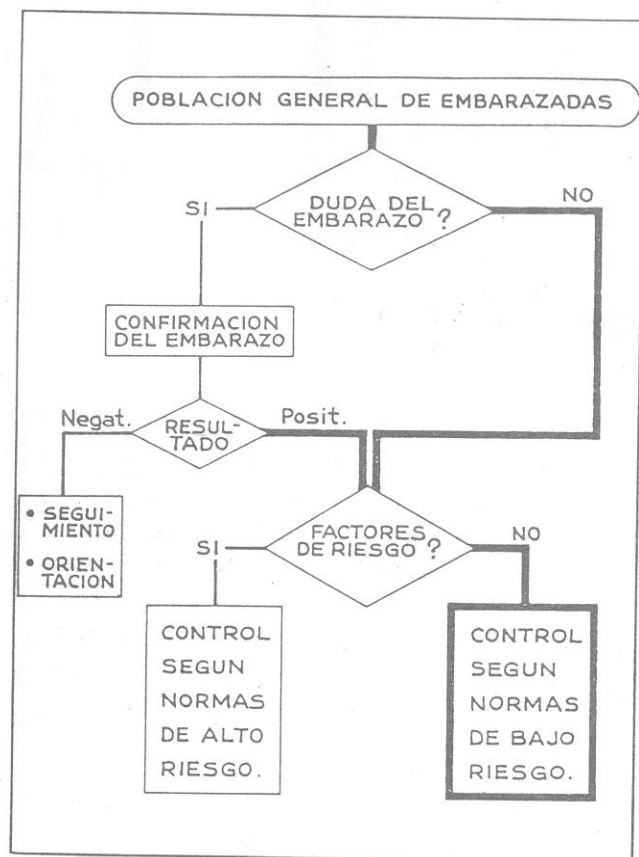 POBLACION GENERAL DE EMBARAZADAS
DUDA DEL
EMBARAZO ?
SI
NO
CONFIRMACION
DEL EMBARAZO
Negat.
RESUL-
TADO
Posit.
• SEGUI-
MIENTO
• ORIEN-
TACION
FACTORES
DE RIESGO ?
SI
NO
CONTROL
SEGUN
NORMAS
DE ALTO
RIESGO.
CONTROL
SEGUN
NORMAS
DE BAJO
RIESGO.